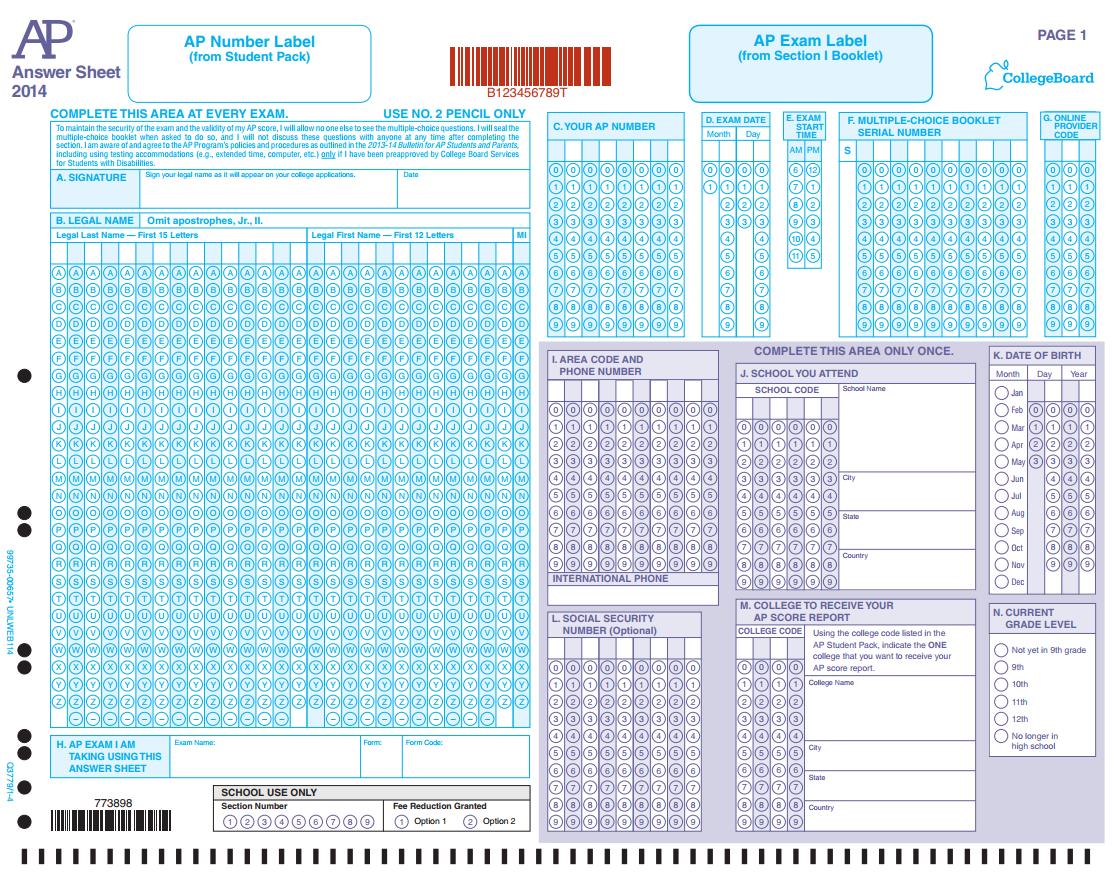 AP
Answer Sheet
2014
AP Number Label
(from Student Pack)
B123456789T
AP Exam Label
(from Section I Booklet)
PAGE 1
CollegeBoard
COMPLETE THIS AREA AT EVERY EXAM.
USE NO. 2 PENCIL ONLY
To maintain the security of the exam and the validity of my AP score, I will allow no one else to see the multiple-choice questions. I will seal the
multiple-choice booklet when asked to do so, and I will not discuss these questions with anyone at any time after completing the
section. I am aware of and agree to the AP Program's policies and procedures as outlined in the 2013-14 Bulletin for AP Students and Parents,
including using testing accommodations (e.g., extended time, computer, etc.) only if I have been preapproved by College Board Services
for Students with Disabilities.
A. SIGNATURE
Sign your legal name as it will appear on your college applications.
Date
B. LEGAL NAME
Omit apostrophes, Jr., II.
Legal Last Name — First 15 Letters
Legal First Name — First 12 Letters
MI
H. AP EXAM I AM
TAKING USING THIS
ANSWER SHEET
Exam Name:
Form:
Form Code:
773898
SCHOOL USE ONLY
Section Number
1 2 3 4 5 6 7 8 9
Fee Reduction Granted
1 Option 1 2 Option 2
C. YOUR AP NUMBER
D. EXAM DATE
Month Day
E. EXAM
START
TIME
AM PM
6 12
7 1
8 2
9 3
10 4
11 5
F. MULTIPLE-CHOICE BOOKLET
SERIAL NUMBER
S
G. ONLINE
PROVIDER
CODE
COMPLETE THIS AREA ONLY ONCE.
I. AREA CODE AND
PHONE NUMBER
INTERNATIONAL PHONE
J. SCHOOL YOU ATTEND
SCHOOL CODE
School Name
City
State
Country
K. DATE OF BIRTH
Month Day Year
Jan
Feb
Mar
Apr
May
Jun
Jul
Aug
Sep
Oct
Nov
Dec
L. SOCIAL SECURITY
NUMBER (Optional)
M. COLLEGE TO RECEIVE YOUR
AP SCORE REPORT
COLLEGE CODE
Using the college code listed in the
AP Student Pack, indicate the ONE
college that you want to receive your
AP score report.
College Name
City
State
Country
N. CURRENT
GRADE LEVEL
Not yet in 9th grade
9th
10th
11th
12th
No longer in
high school
Q3779/1-4